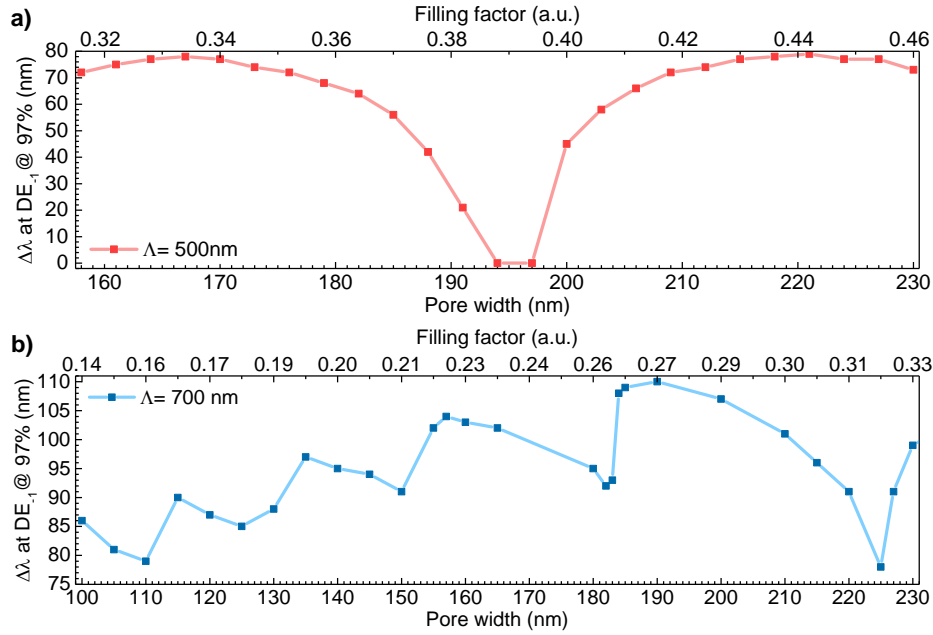 a)
Filling factor (a.u.)
0.32 0.34 0.36 0.38 0.40 0.42 0.44 0.46
80
60
40
20
0
Δλ at DE-1 @ 97% (nm)
Λ= 500nm
160 170 180 190 200 210 220 230
Pore width (nm)
b)
Filling factor (a.u.)
0.14 0.16 0.17 0.19 0.20 0.21 0.23 0.24 0.26 0.27 0.29 0.30 0.31 0.33
110
105
100
95
90
85
80
75
Δλ at DE-1 @ 97% (nm)
Λ= 700 nm
100 110 120 130 140 150 160 170 180 190 200 210 220 230
Pore width (nm)